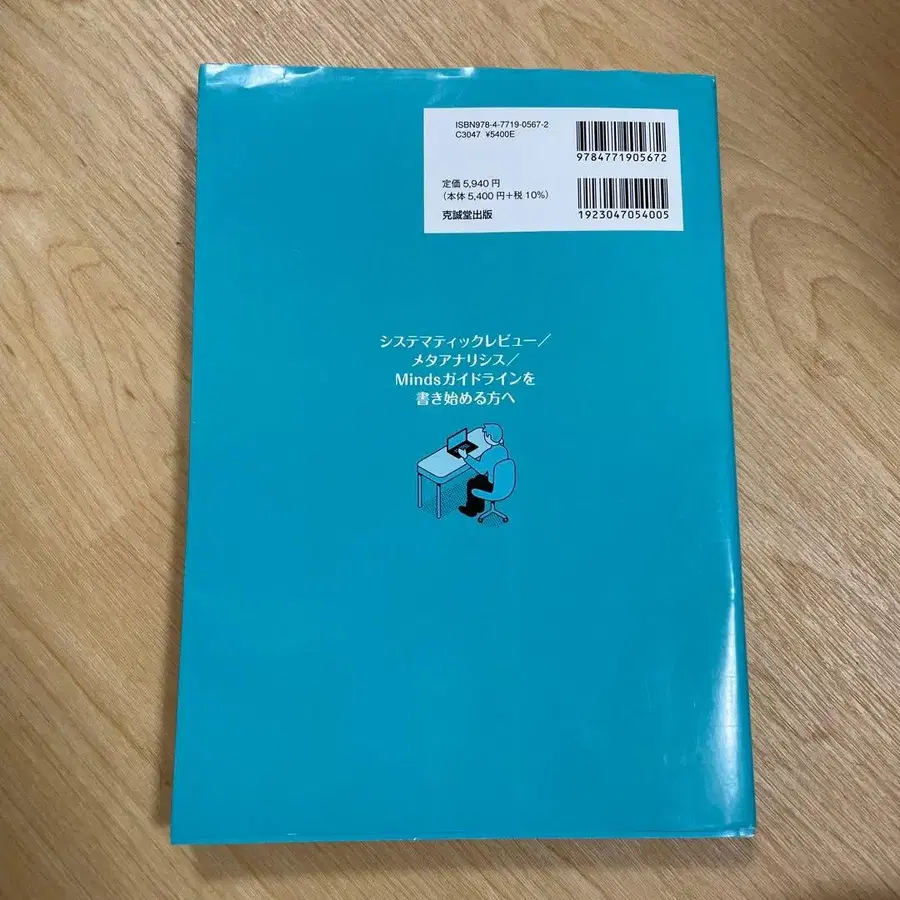 ISBN978-4-7719-0567-2
C3047 ¥5400E
9784771905672
定価 5,940 円
(本体 5,400 円+税 10%)
克誠堂出版
1923047054005
システマティックレビュー/
メタアナリシス/
Mindsガイドラインを
書き始める方へ